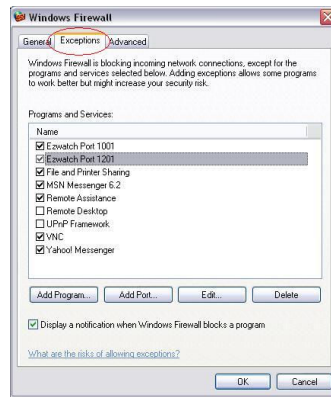 Windows Firewall
General Exceptions Advanced
Windows Firewall is blocking incoming network connections, except for the
programs and services selected below. Adding exceptions allows some programs
to work better but might increase your security risk.
Programs and Services:
Name
Ezwatch Port 1001
Ezwatch Port 1201
File and Printer Sharing
MSN Messenger 6.2
Remote Assistance
Remote Desktop
UPnP Framework
VNC
Yahoo! Messenger
Add Program... Add Port... Edit... Delete
Display a notification when Windows Firewall blocks a program
What are the risks of allowing exceptions?
OK Cancel